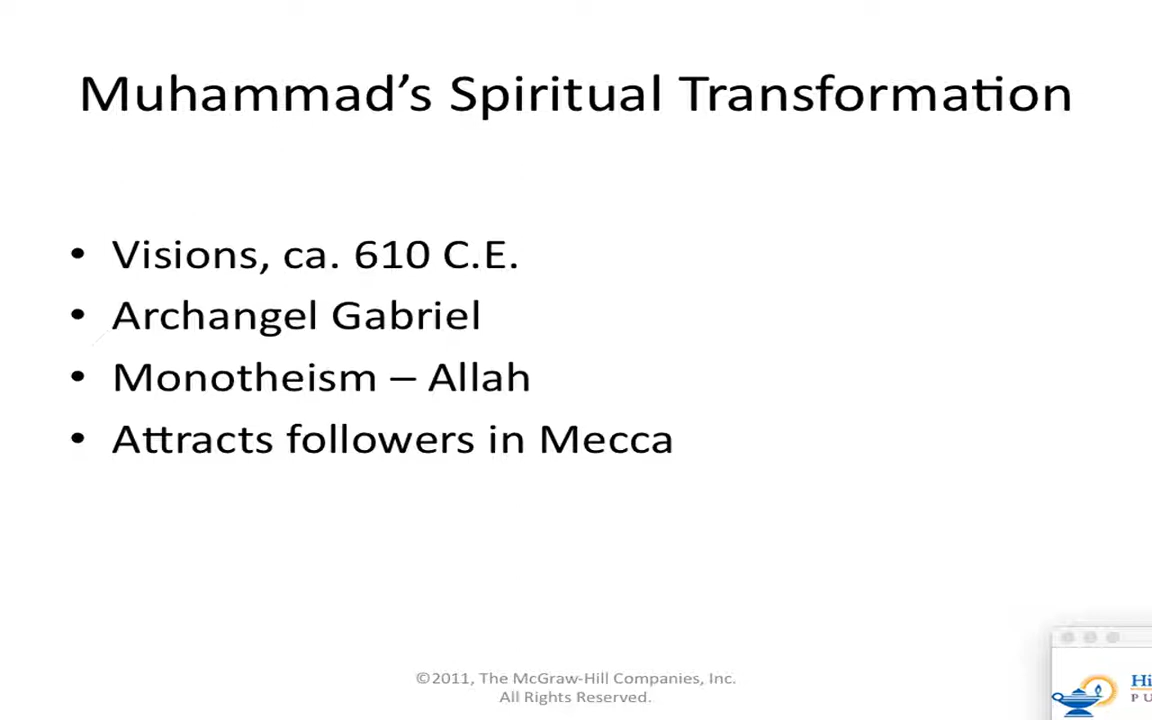 Muhammad’s Spiritual Transformation
• Visions, ca. 610 C.E.
• Archangel Gabriel
• Monotheism – Allah
• Attracts followers in Mecca
©2011, The McGraw-Hill Companies, Inc.
All Rights Reserved.